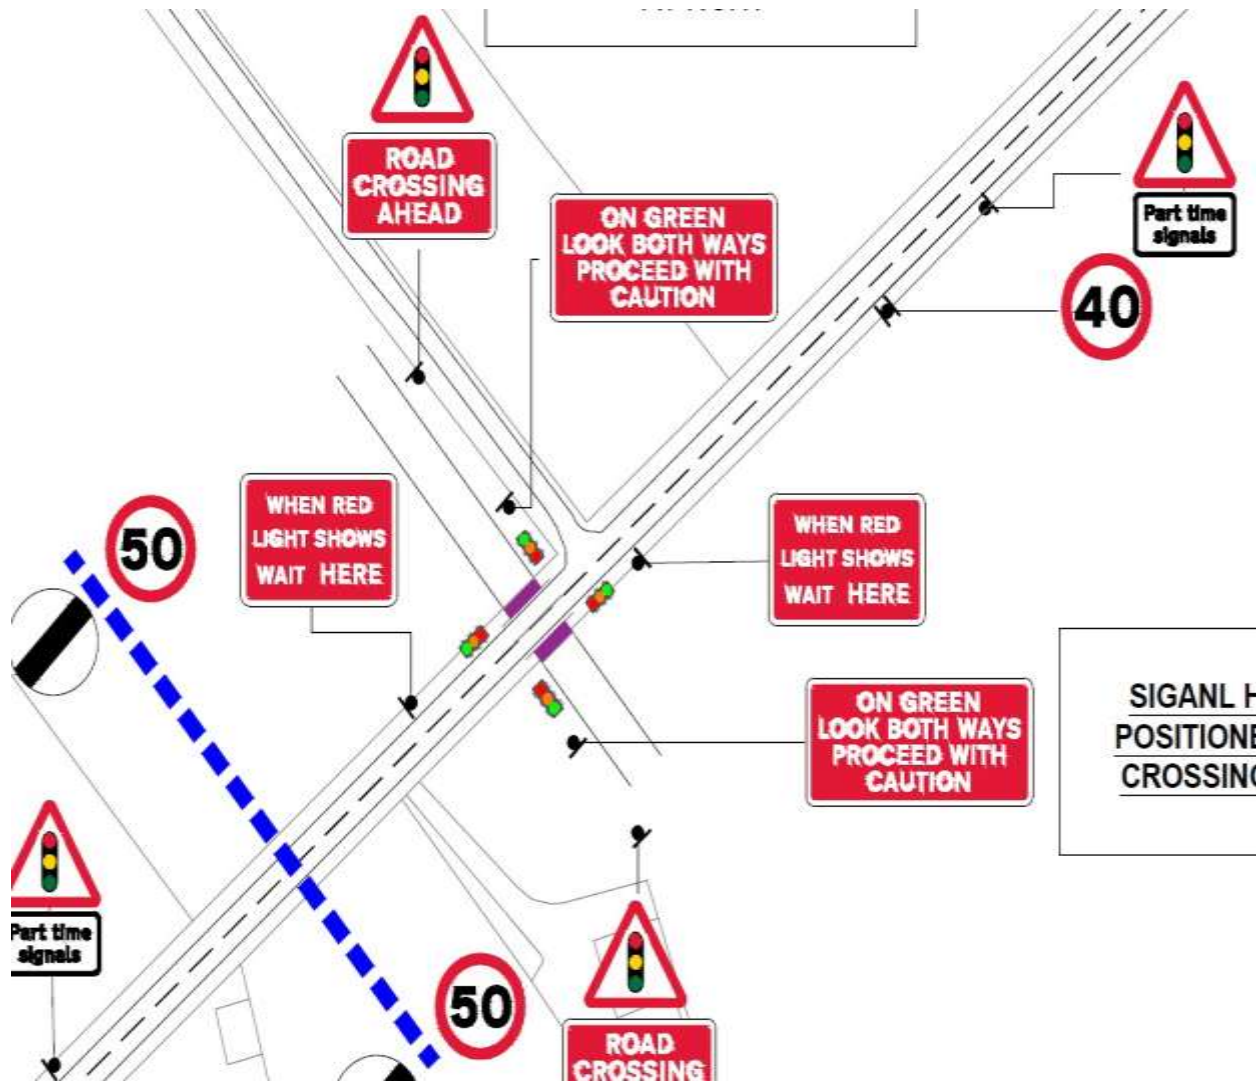 ROAD
CROSSING
AHEAD
ON GREEN
LOOK BOTH WAYS
PROCEED WITH
CAUTION
Part time
signals
40
WHEN RED
LIGHT SHOWS
WAIT HERE
50
WHEN RED
LIGHT SHOWS
WAIT HERE
ON GREEN
LOOK BOTH WAYS
PROCEED WITH
CAUTION
SIGANL H
POSITIONE
CROSSING
Part time
signals
50
ROAD
CROSSING